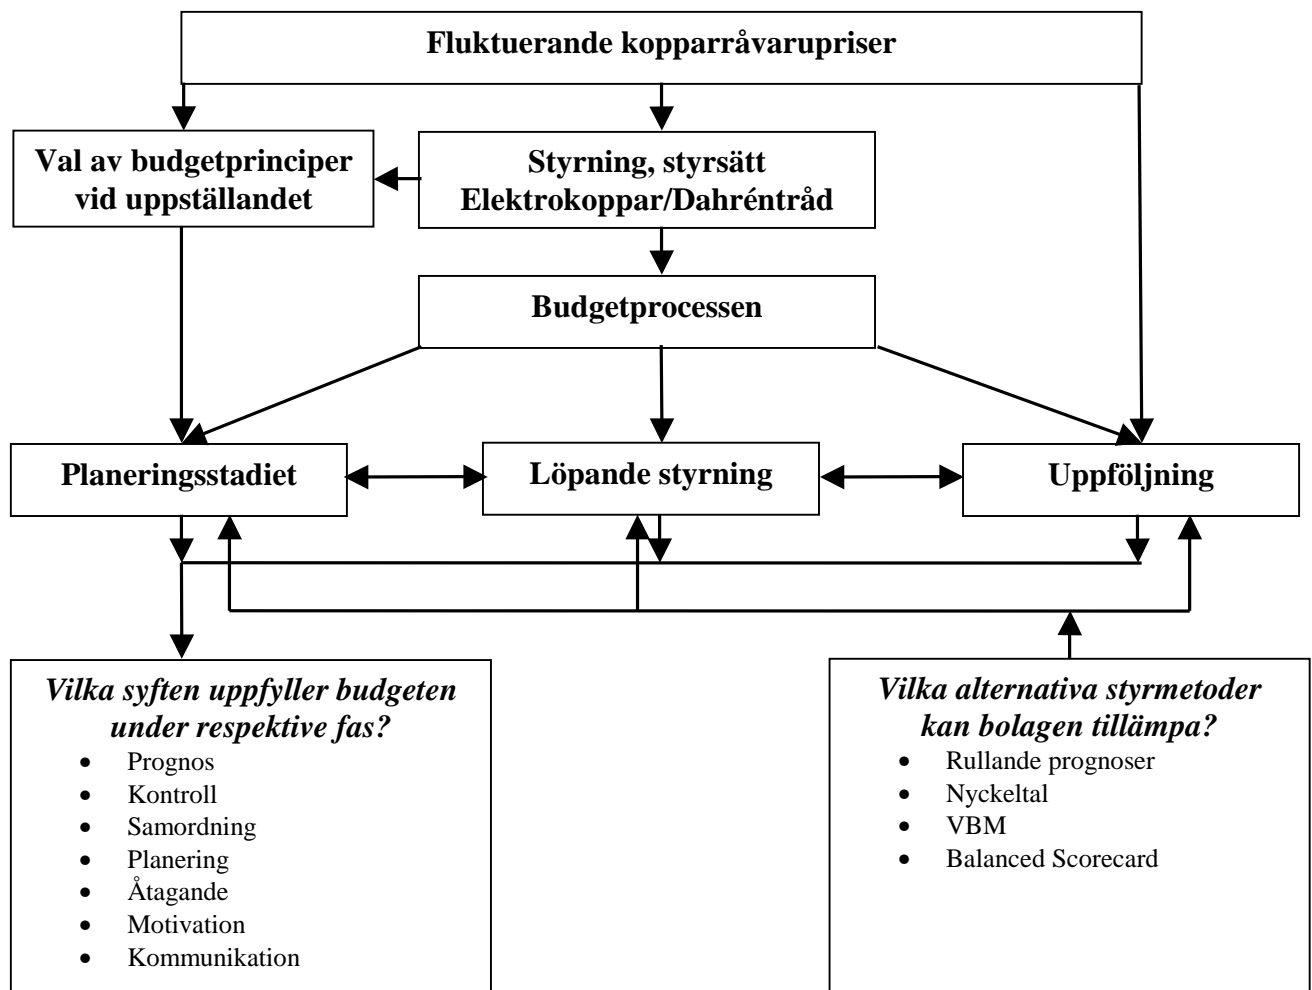 Fluktuerande kopparråvarupriser
Val av budgetprinciper
vid uppställandet
Styrning, styrsätt
Elektrokoppar/Dahréntråd
Budgetprocessen
Planeringsstadiet
Löpande styrning
Uppföljning
Vilka syften uppfyller budgeten
under respektive fas?
• Prognos
• Kontroll
• Samordning
• Planering
• Åtagande
• Motivation
• Kommunikation
Vilka alternativa styrmetoder
kan bolagen tillämpa?
• Rullande prognoser
• Nyckeltal
• VBM
• Balanced Scorecard